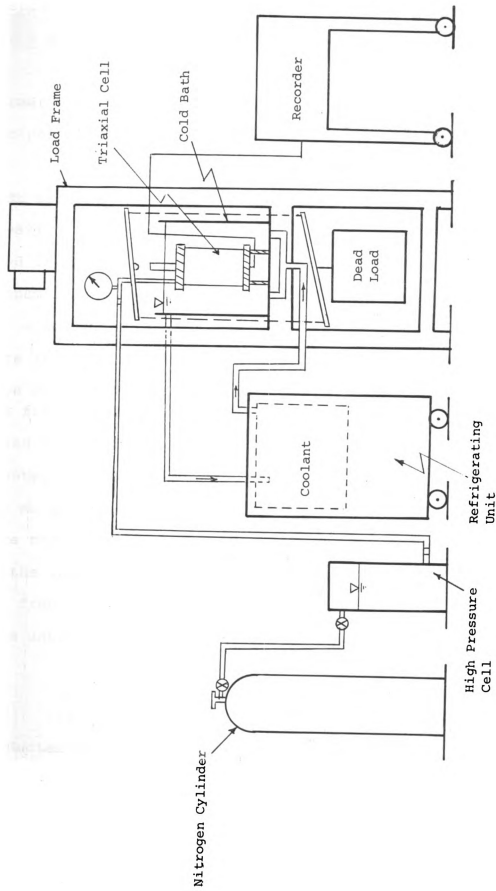 Load Frame
Triaxial Cell
Cold Bath
Recorder
Dead
Load
Coolant
Refrigerating
Unit
High Pressure
Cell
Nitrogen Cylinder